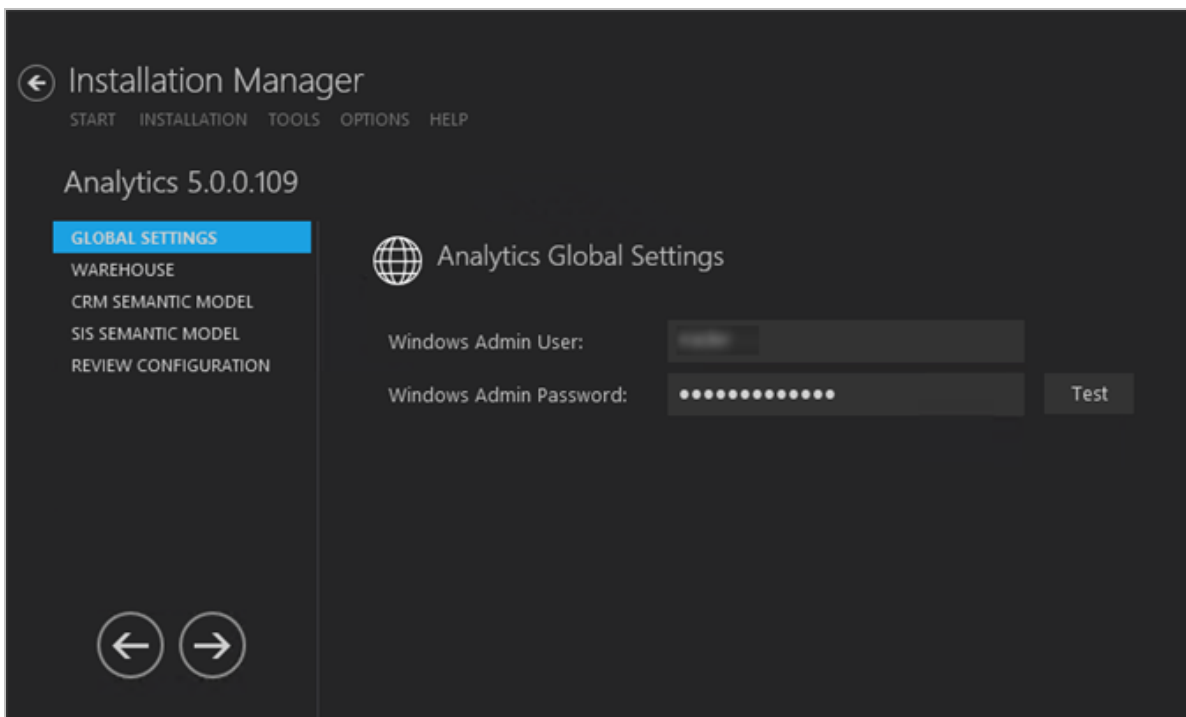 Installation Manager
START INSTALLATION TOOLS OPTIONS HELP
Analytics 5.0.0.109
GLOBAL SETTINGS
WAREHOUSE
CRM SEMANTIC MODEL
SIS SEMANTIC MODEL
REVIEW CONFIGURATION
Analytics Global Settings
Windows Admin User:
Windows Admin Password: ●●●●●●●●●●●●● Test